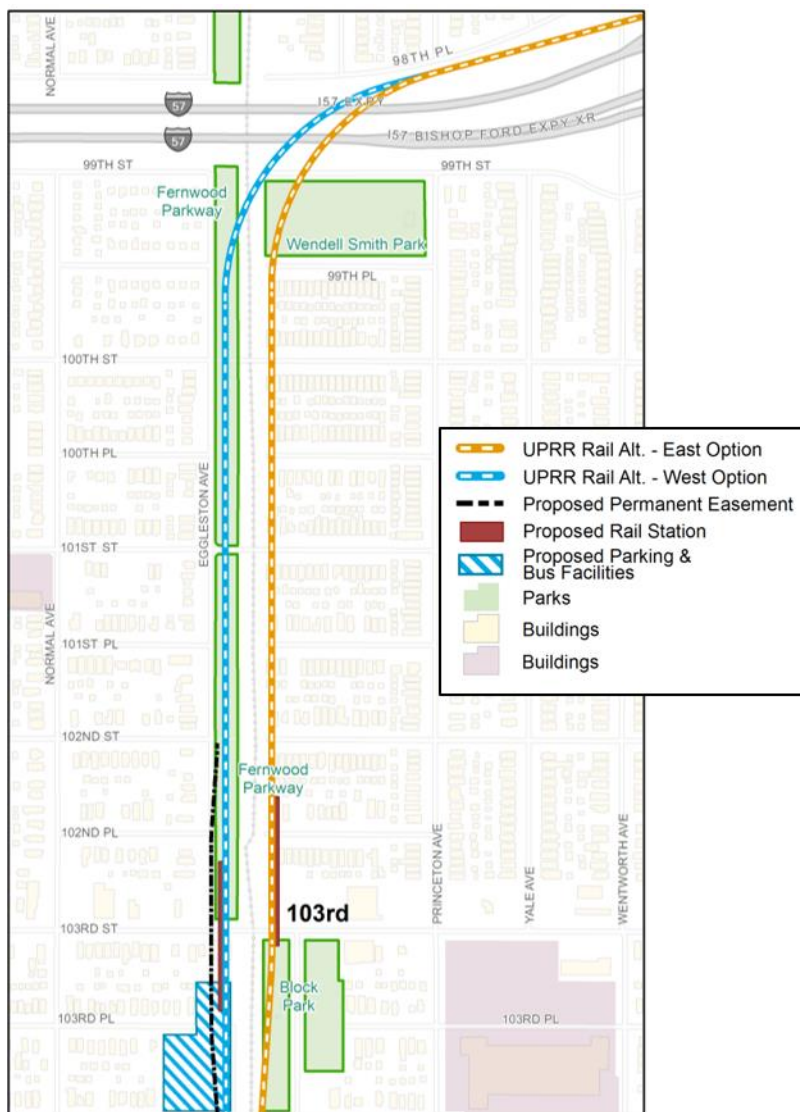 NORMAL AVE
98TH PL
57
I57 EXPY
57
I57 BISHOP FORD EXPY XR
99TH ST
99TH ST
Fernwood
Parkway
Wendell Smith Park
99TH PL
100TH ST
100TH PL
EGGLESTON AVE
UPRR Rail Alt. - East Option
UPRR Rail Alt. - West Option
Proposed Permanent Easement
Proposed Rail Station
Proposed Parking &
Bus Facilities
Parks
Buildings
Buildings
101ST ST
NORMAL AVE
101ST PL
102ND ST
Fernwood
Parkway
102ND PL
PRINCETON AVE
YALE AVE
WENTWORTH AVE
103rd
103RD ST
Block
Park
103RD PL
103RD PL